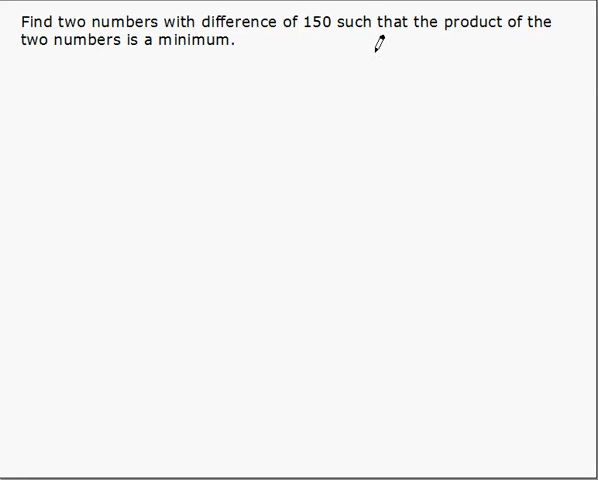 Find two numbers with difference of 150 such that the product of the
two numbers is a minimum.